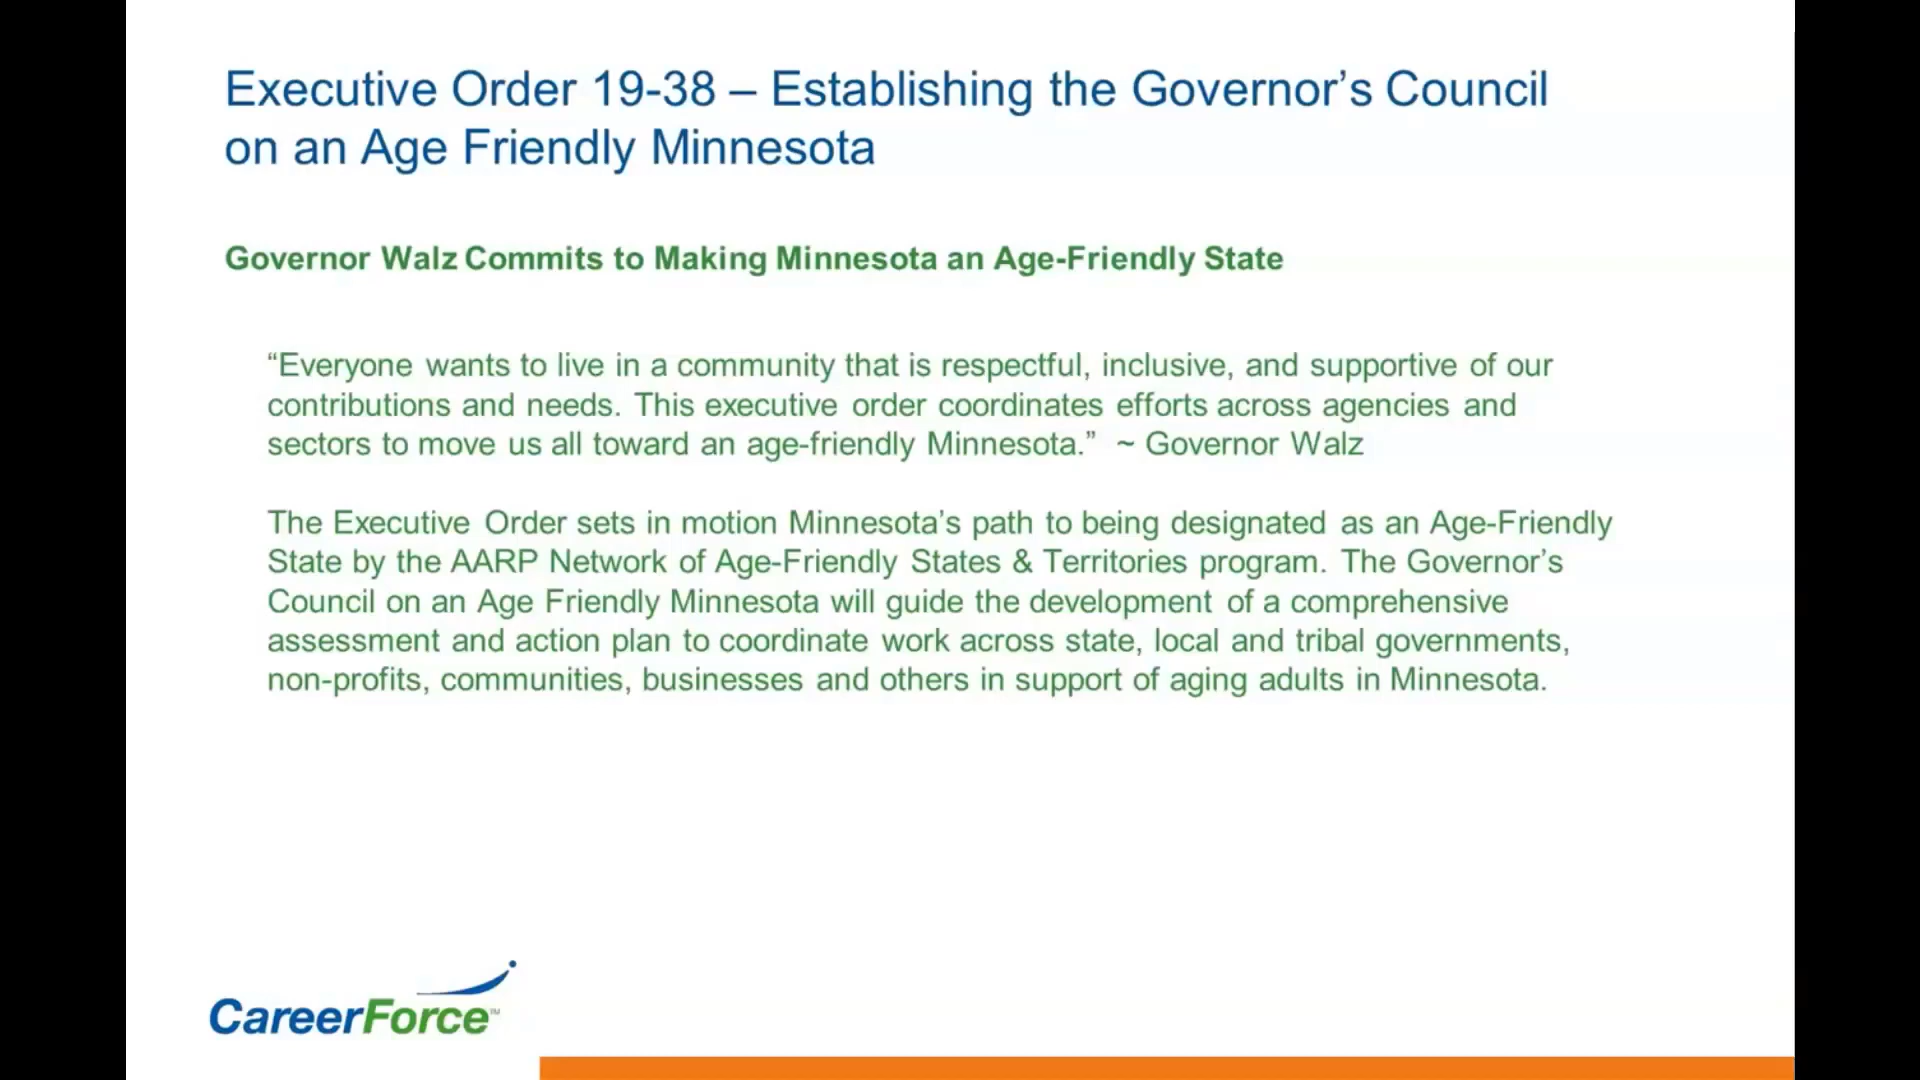 Executive Order 19-38 – Establishing the Governor’s Council
on an Age Friendly Minnesota
Governor Walz Commits to Making Minnesota an Age-Friendly State
“Everyone wants to live in a community that is respectful, inclusive, and supportive of our
contributions and needs. This executive order coordinates efforts across agencies and
sectors to move us all toward an age-friendly Minnesota.” ~ Governor Walz
The Executive Order sets in motion Minnesota’s path to being designated as an Age-Friendly
State by the AARP Network of Age-Friendly States & Territories program. The Governor’s
Council on an Age Friendly Minnesota will guide the development of a comprehensive
assessment and action plan to coordinate work across state, local and tribal governments,
non-profits, communities, businesses and others in support of aging adults in Minnesota.
CareerForce™